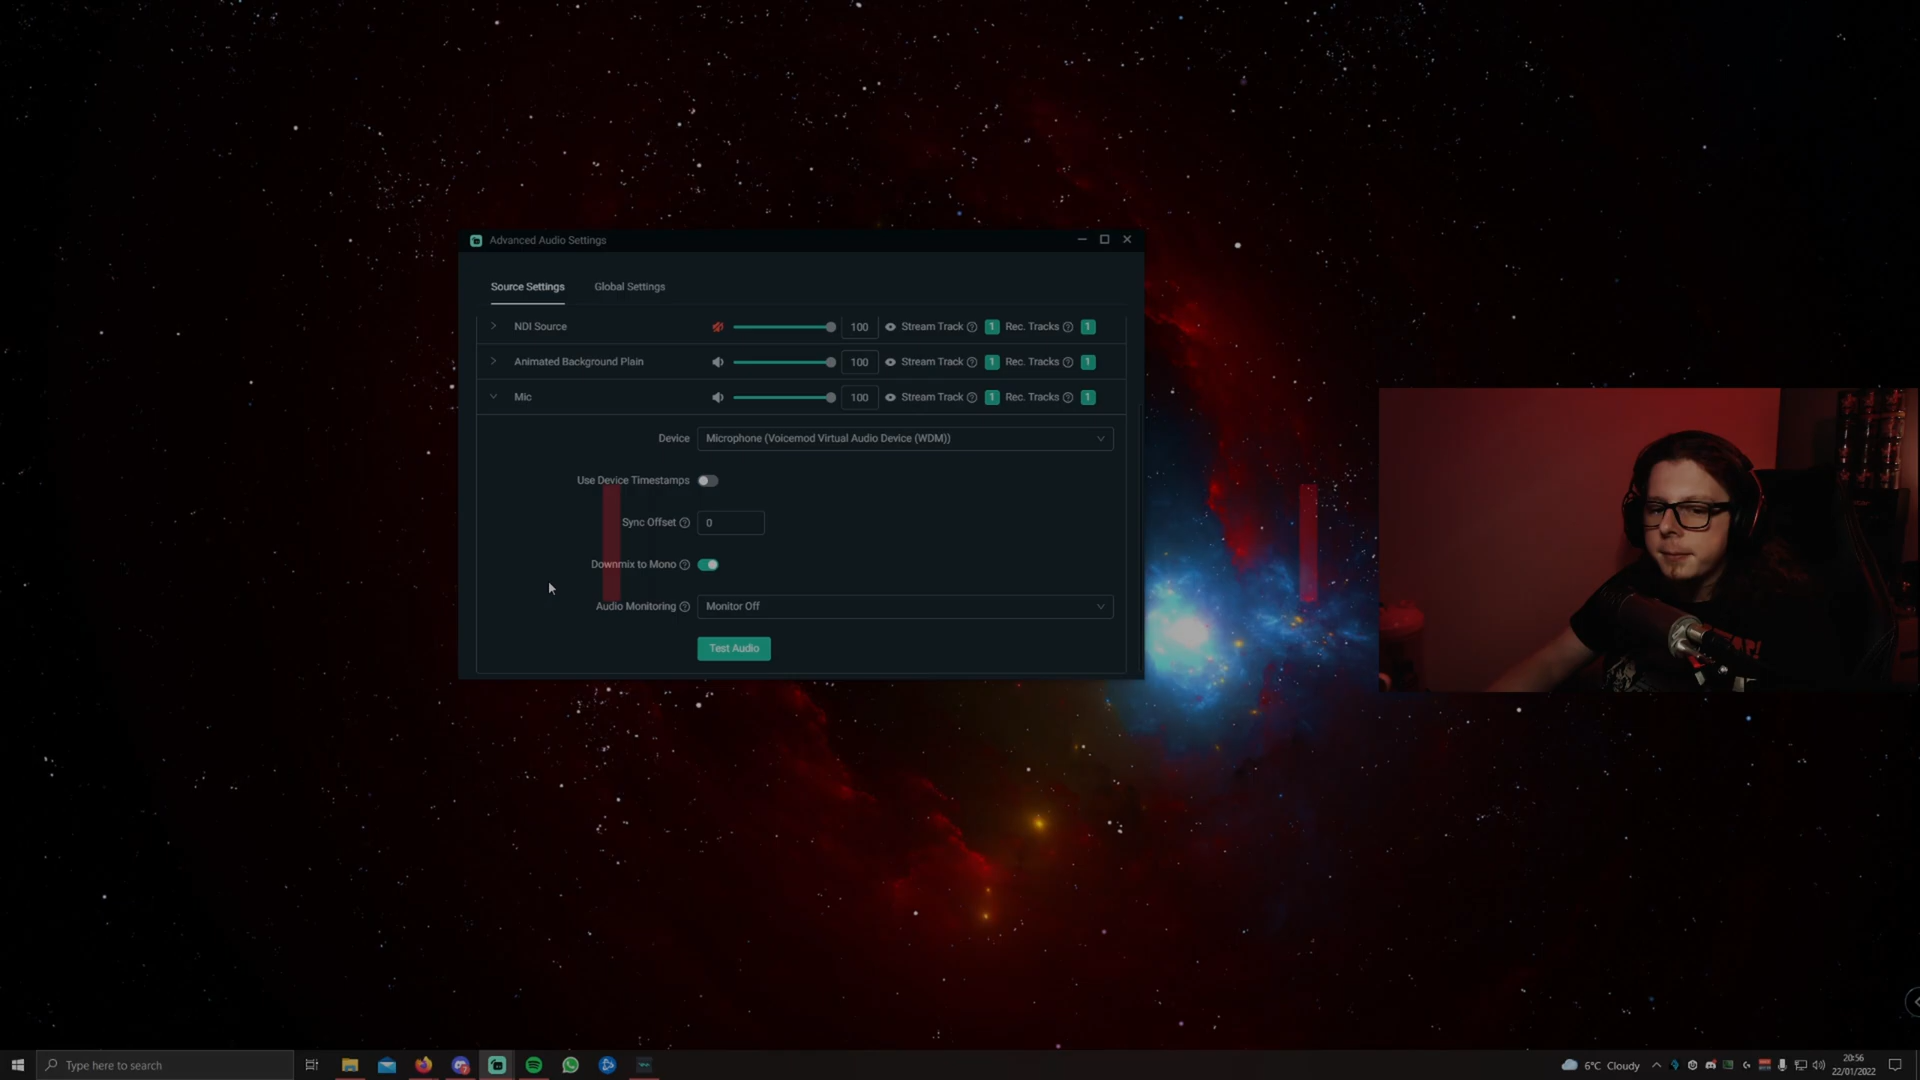 Advanced Audio Settings
Source Settings Global Settings
NDI Source 100 Stream Track 1 Rec. Tracks 1
Animated Background Plain 100 Stream Track 1 Rec. Tracks 1
Mic 100 Stream Track 1 Rec. Tracks 1
Device Microphone (Voicemod Virtual Audio Device (WDM))
Use Device Timestamps
Sync Offset 0
Downmix to Mono
Audio Monitoring Monitor Off
Test Audio
Type here to search
6°C Cloudy
20:56
22/01/2022